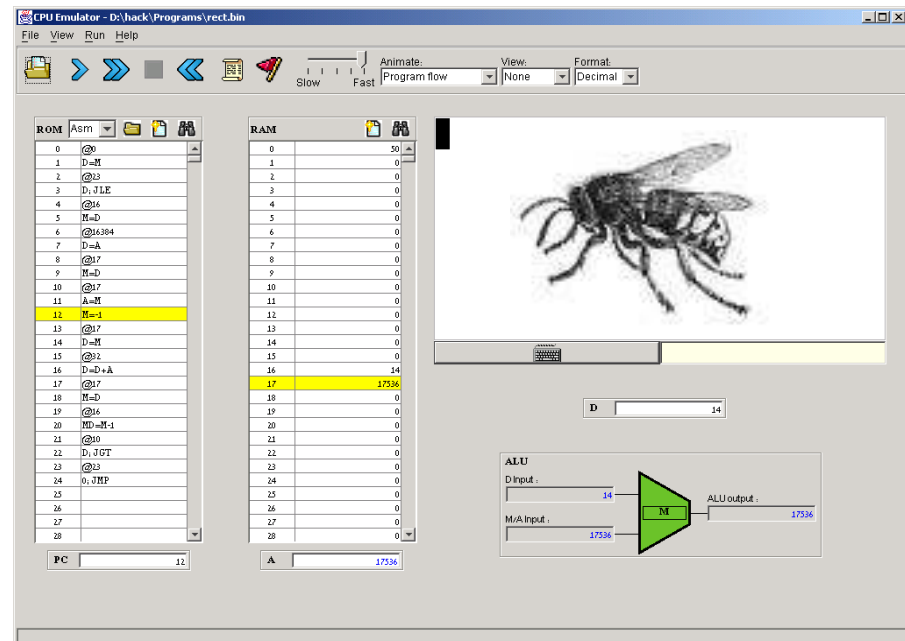 CPU Emulator - D:\hack\Programs\rect.bin
File View Run Help
Slow Fast
Animate: View: Format:
Program flow None Decimal
ROM Asm
0 @0
1 D=M
2 @23
3 D;JLE
4 @16
5 M=D
6 @16384
7 D=A
8 @17
9 M=D
10 @17
11 A=M
12 M=-1
13 @17
14 D=M
15 @32
16 D=D+A
17 @17
18 M=D
19 @16
20 MD=M-1
21 @10
22 D;JGT
23 @23
24 0;JMP
25
26
27
28
PC 12
RAM
0 50
1 0
2 0
3 0
4 0
5 0
6 0
7 0
8 0
9 0
10 0
11 0
12 0
13 0
14 0
15 0
16 14
17 17536
18 0
19 0
20 0
21 0
22 0
23 0
24 0
25 0
26 0
27 0
28 0
A 17536
D 14
ALU
D Input :
14
M/A Input :
17536
M
ALU output :
17536